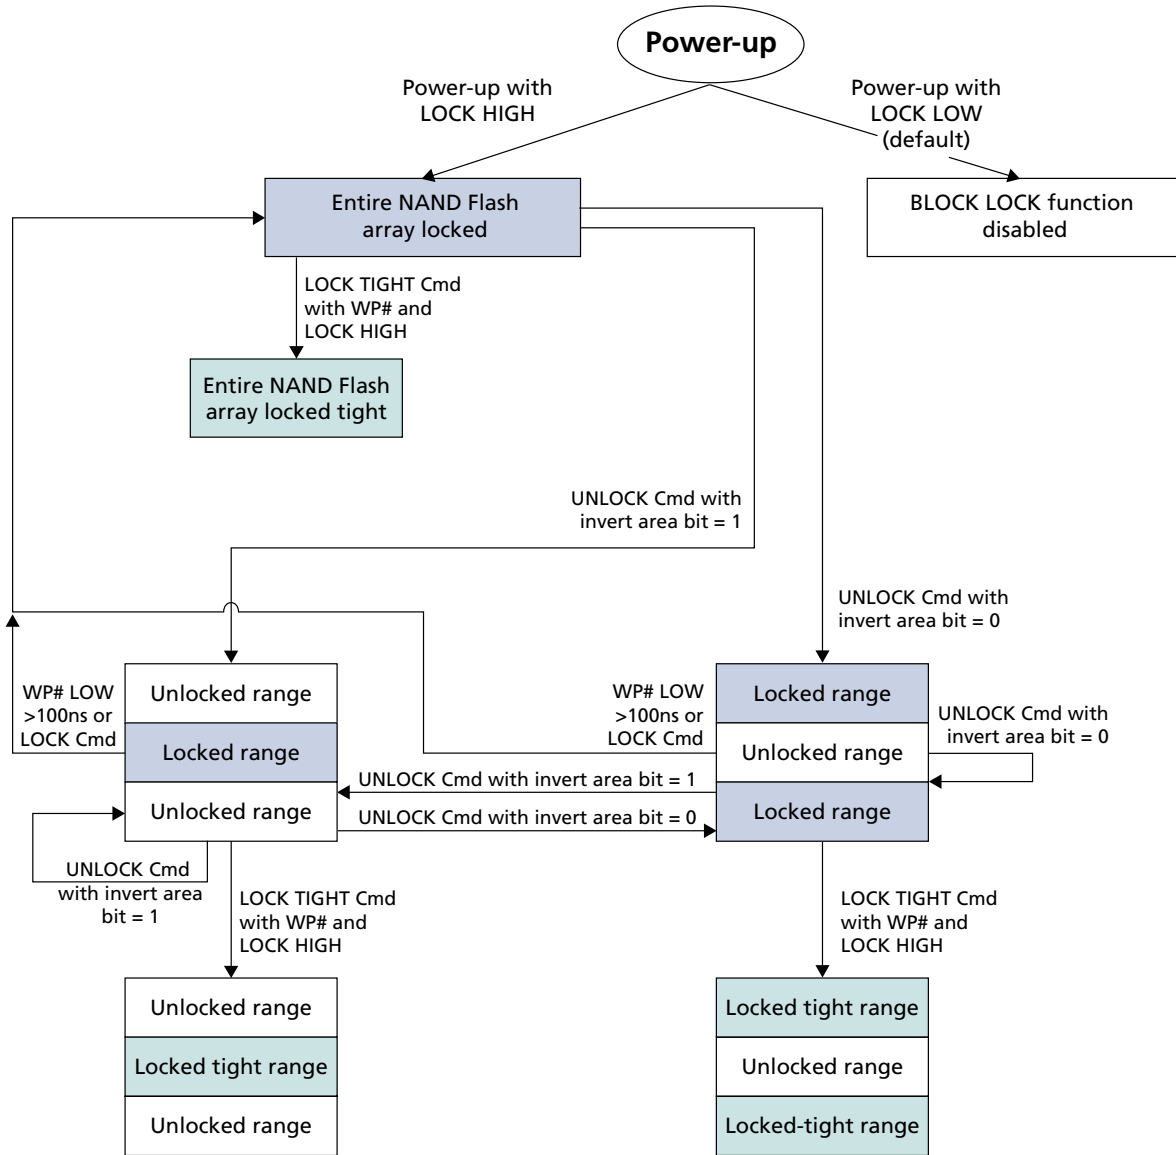 Power-up
Power-up with
LOCK HIGH
Power-up with
LOCK LOW
(default)
Entire NAND Flash
array locked
BLOCK LOCK function
disabled
LOCK TIGHT Cmd
with WP# and
LOCK HIGH
Entire NAND Flash
array locked tight
UNLOCK Cmd with
invert area bit = 1
UNLOCK Cmd with
invert area bit = 0
WP# LOW
>100ns or
LOCK Cmd
Unlocked range
Locked range
Unlocked range
WP# LOW
>100ns or
LOCK Cmd
Locked range
Unlocked range
Locked range
UNLOCK Cmd with
invert area bit = 0
UNLOCK Cmd with invert area bit = 1
UNLOCK Cmd with invert area bit = 0
UNLOCK Cmd
with invert area
bit = 1
LOCK TIGHT Cmd
with WP# and
LOCK HIGH
LOCK TIGHT Cmd
with WP# and
LOCK HIGH
Unlocked range
Locked tight range
Unlocked range
Locked tight range
Unlocked range
Locked-tight range